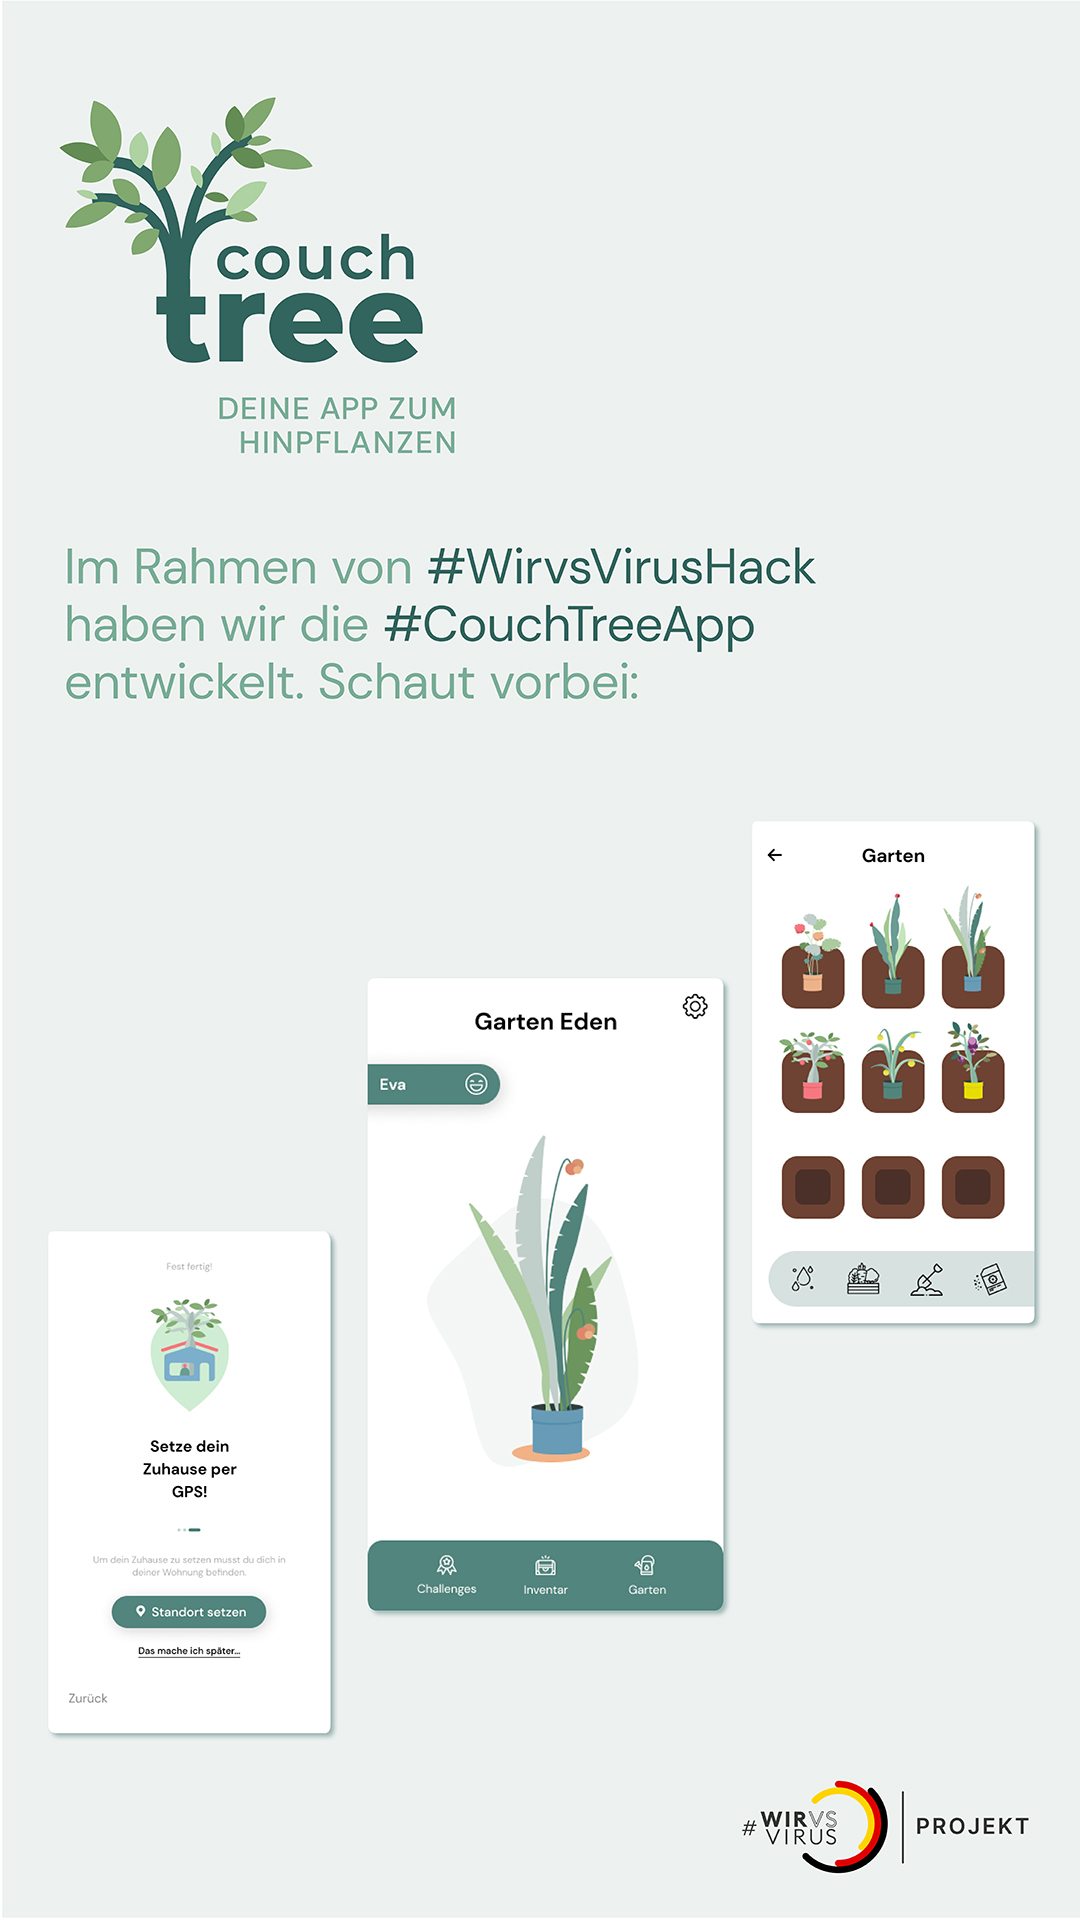 couch
tree
DEINE APP ZUM
HINPFLANZEN
Im Rahmen von #WirvsVirusHack
haben wir die #CouchTreeApp
entwickelt. Schaut vorbei:
Garten
Garten Eden
Eva
Challenges
Inventar
Garten
Fest fertig!
Setze dein
Zuhause per
GPS!
Um dein Zuhause zu setzen musst du dich in
deiner Wohnung befinden.
Standort setzen
Das mache ich später...
Zurück
#WIRVS
VIRUS
PROJEKT